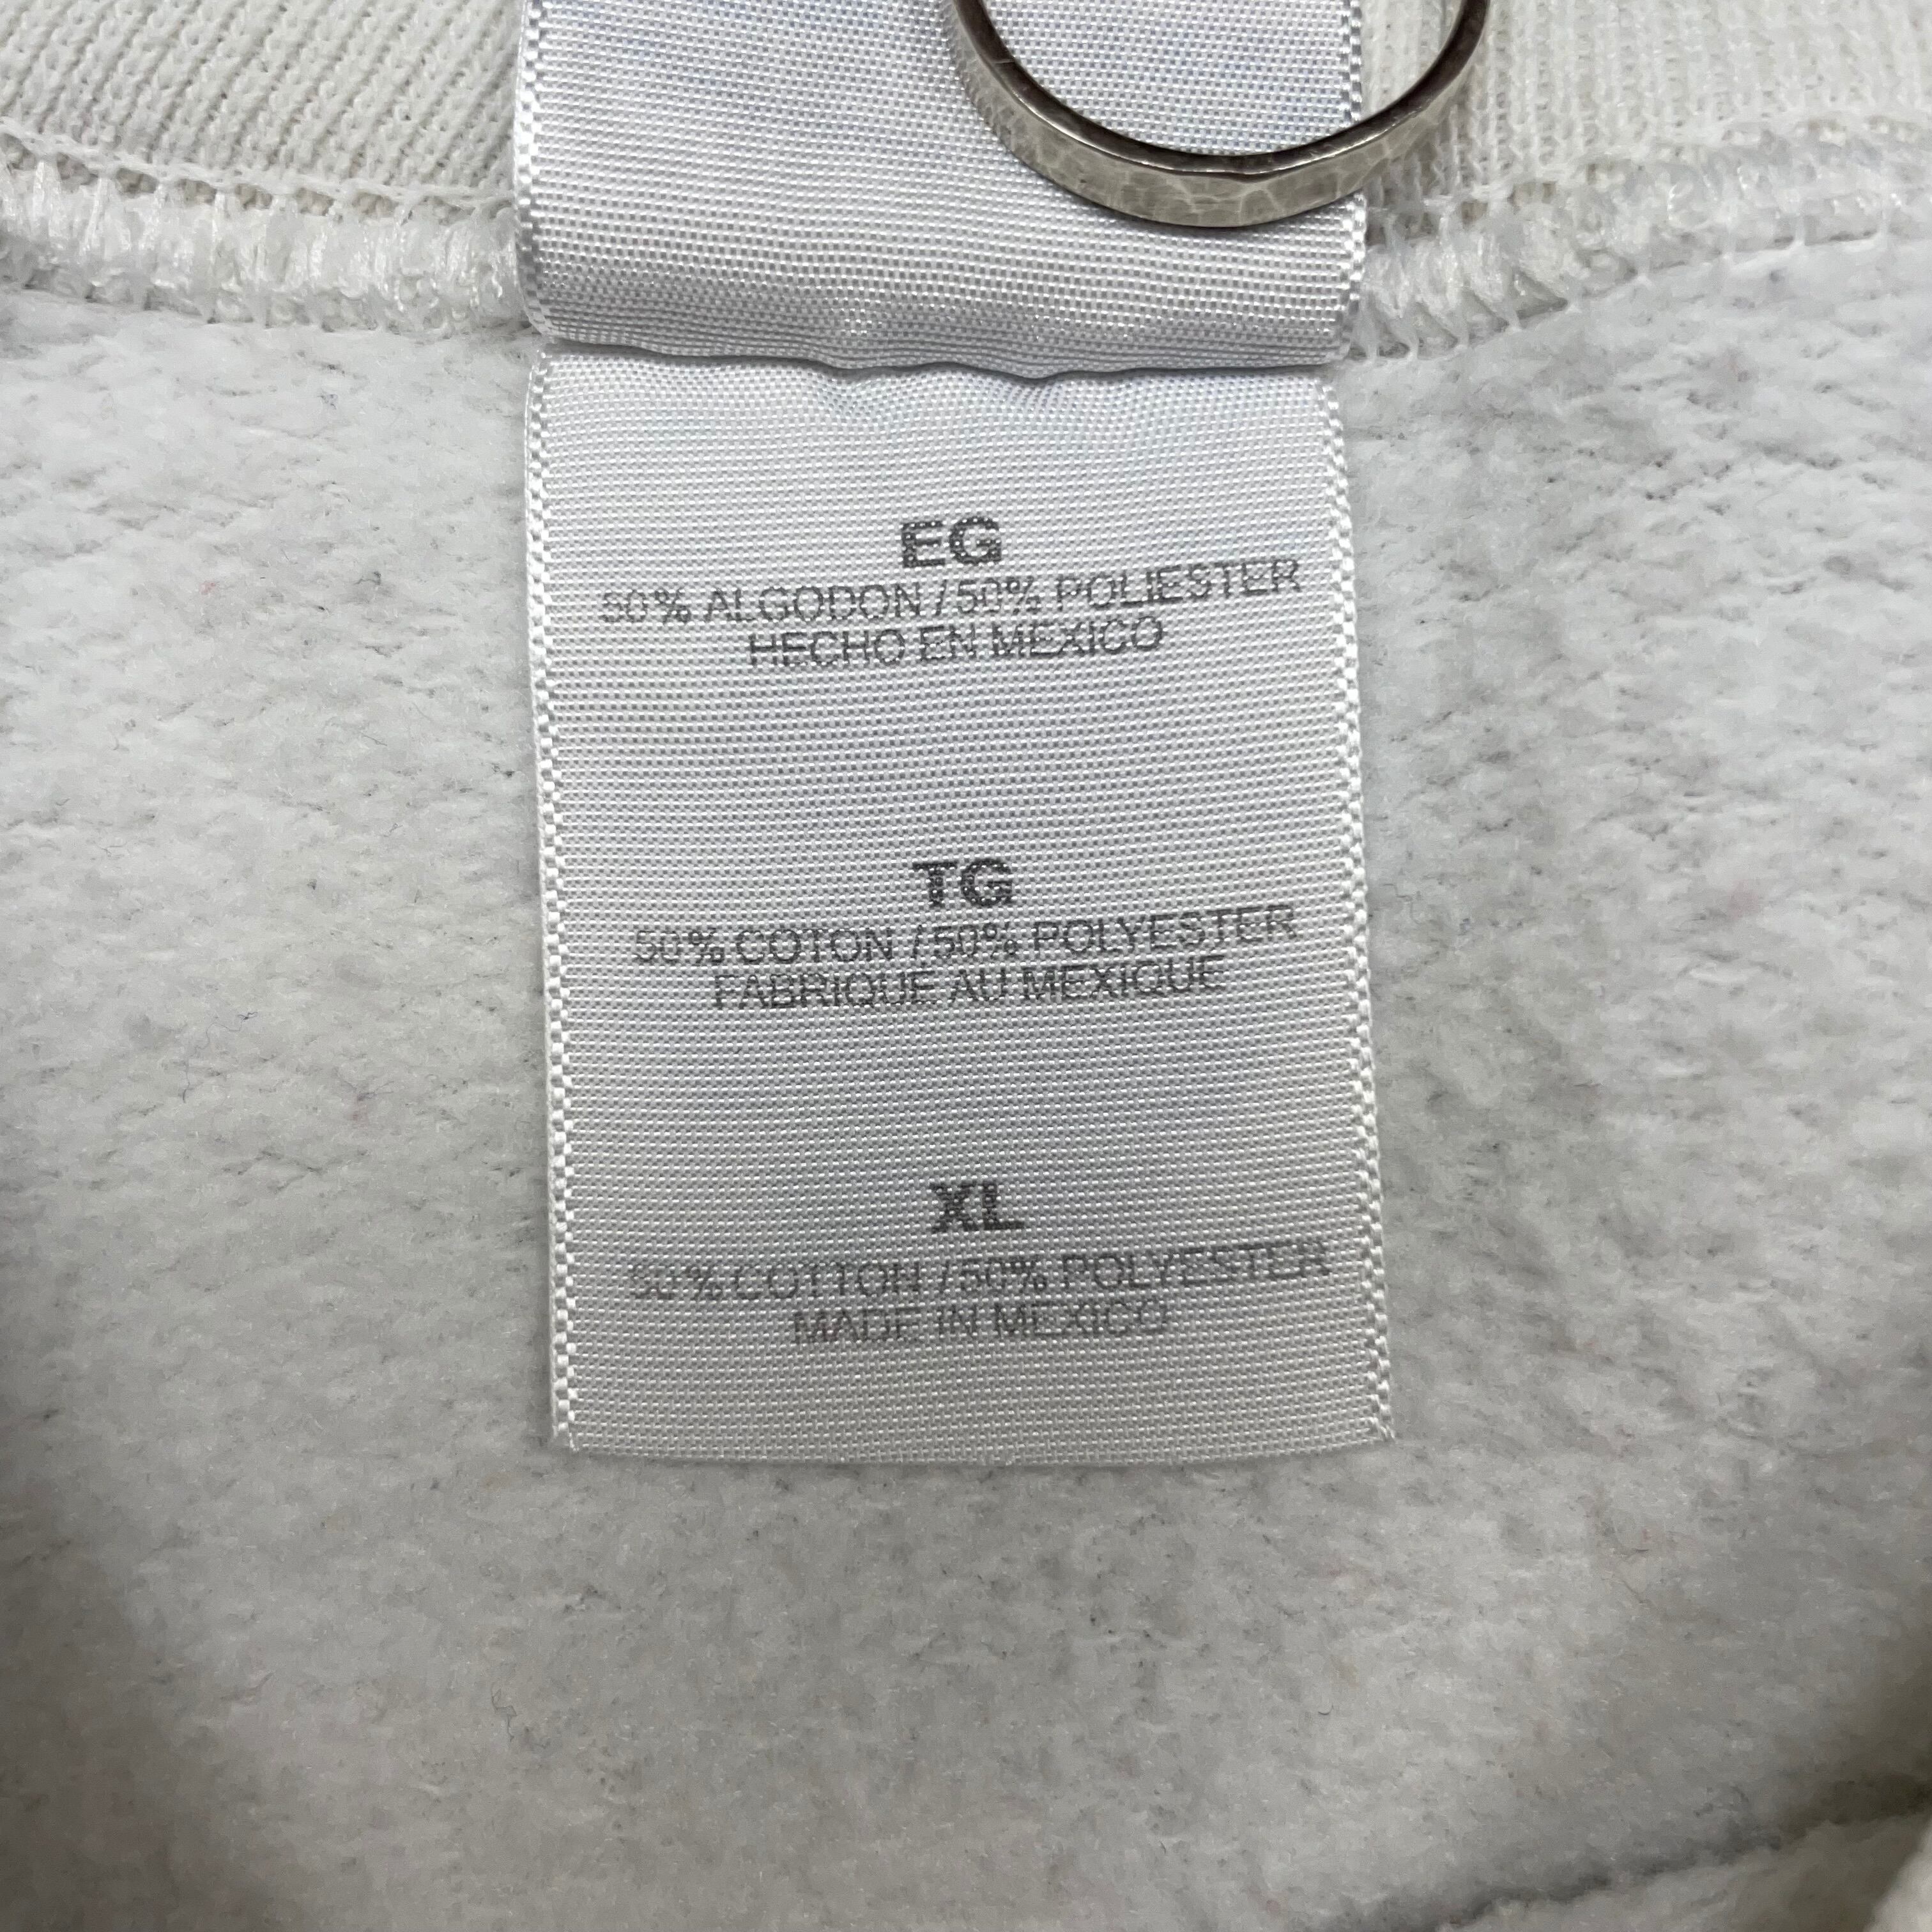 EG
50% ALGODON / 50% POLIESTER
HECHO EN MEXICO
TG
50% COTON / 50% POLYESTER
FABRIQUE AU MEXIQUE
XL
50% COTTON / 50% POLYESTER
MADE IN MEXICO